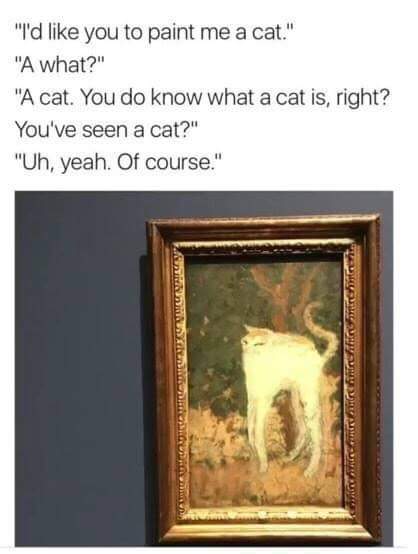 "I'd like you to paint me a cat."
"A what?"
"A cat. You do know what a cat is, right?
You've seen a cat?"
"Uh, yeah. Of course."